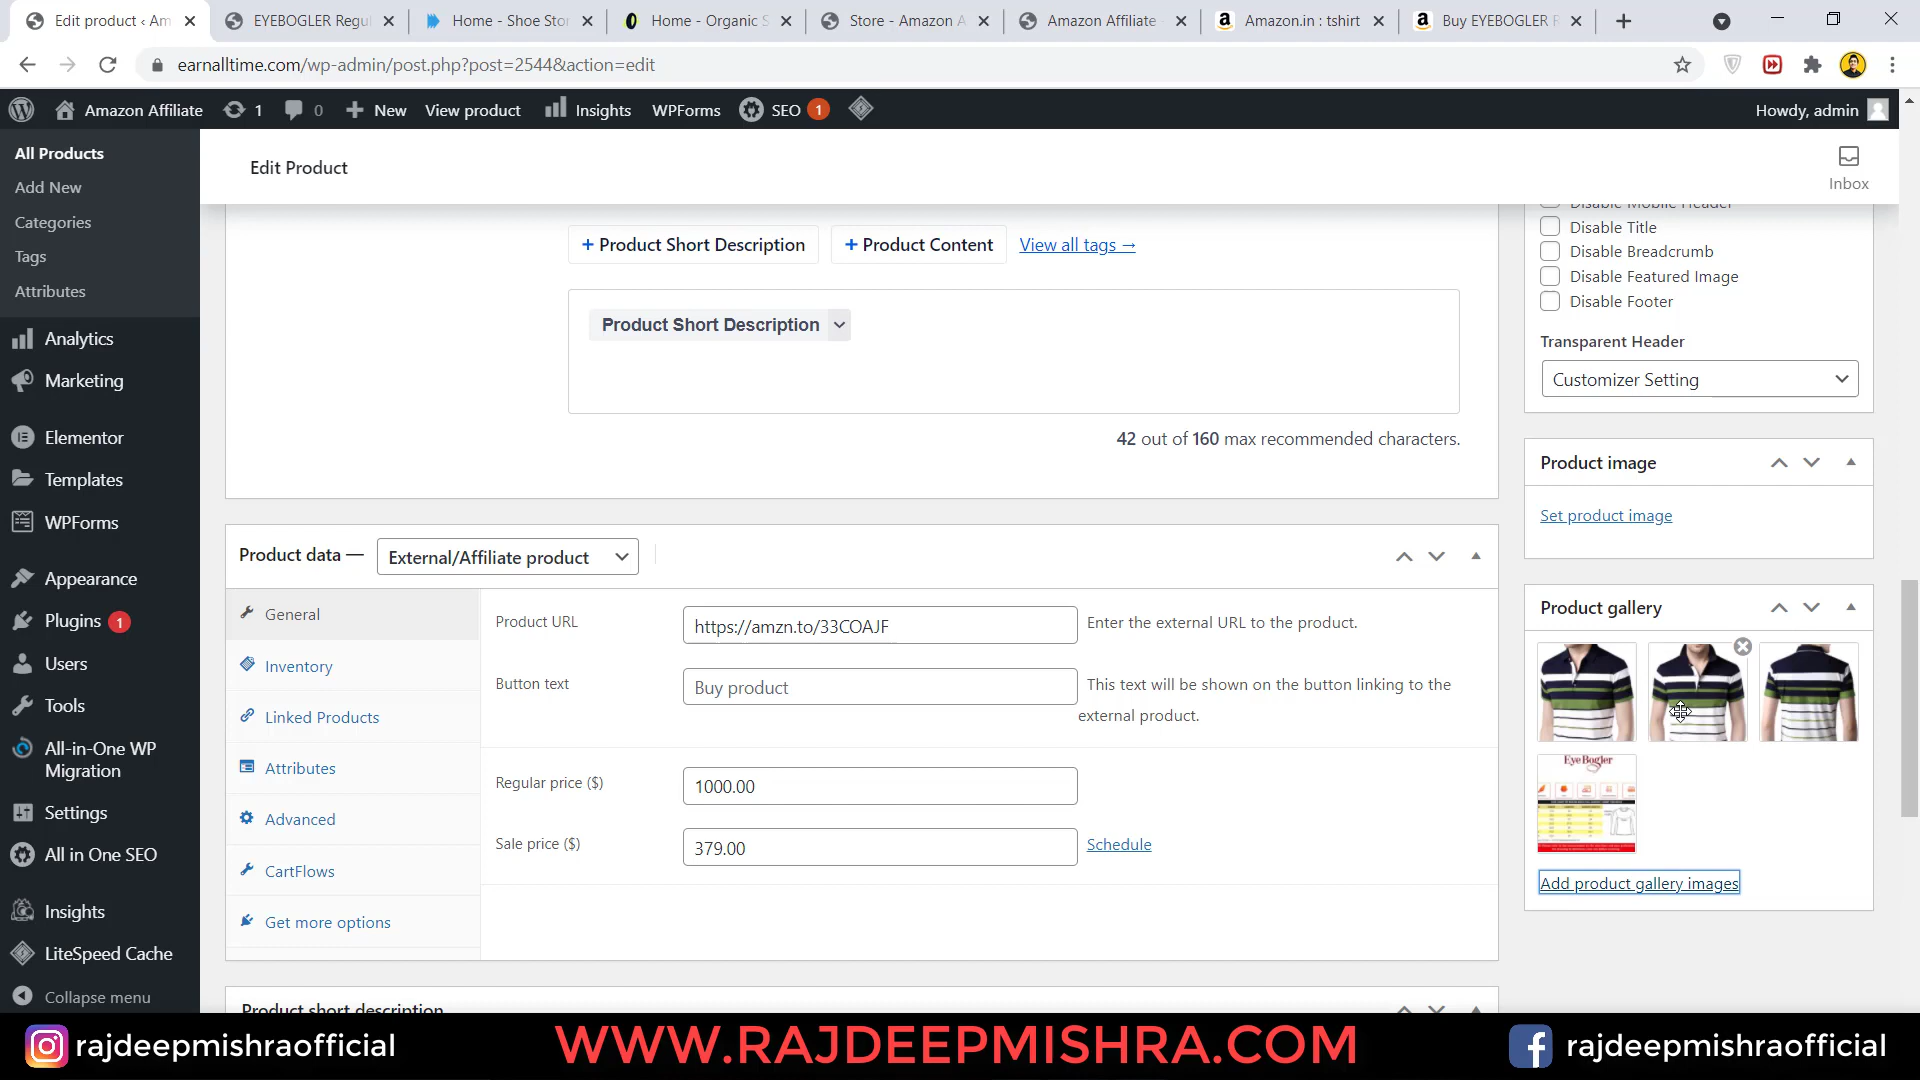 Edit product ‹ Am
EYEBOGLER Regul
Home - Shoe Stor
Home - Organic S
Store - Amazon A
Amazon Affiliate
Amazon.in : tshirt
Buy EYEBOGLER R
earnalltime.com/wp-admin/post.php?post=2544&action=edit
Amazon Affiliate
1
0
New
View product
Insights
WPForms
SEO
1
Howdy, admin
All Products
Add New
Categories
Tags
Attributes
Analytics
Marketing
Elementor
Templates
WPForms
Appearance
Plugins 1
Users
Tools
All-in-One WP
Migration
Settings
All in One SEO
Insights
LiteSpeed Cache
Collapse menu
Edit Product
Inbox
+ Product Short Description
+ Product Content
View all tags →
Product Short Description
42 out of 160 max recommended characters.
Product data —
External/Affiliate product
General
Inventory
Linked Products
Attributes
Advanced
CartFlows
Get more options
Product URL
https://amzn.to/33COAJF
Enter the external URL to the product.
Button text
Buy product
This text will be shown on the button linking to the
external product.
Regular price ($)
1000.00
Sale price ($)
379.00
Schedule
Product short description
Disable Mobile Header
Disable Title
Disable Breadcrumb
Disable Featured Image
Disable Footer
Transparent Header
Customizer Setting
Product image
Set product image
Product gallery
EyeBogler
Add product gallery images
rajdeepmishraofficial
WWW.RAJDEEPMISHRA.COM
rajdeepmishraofficial